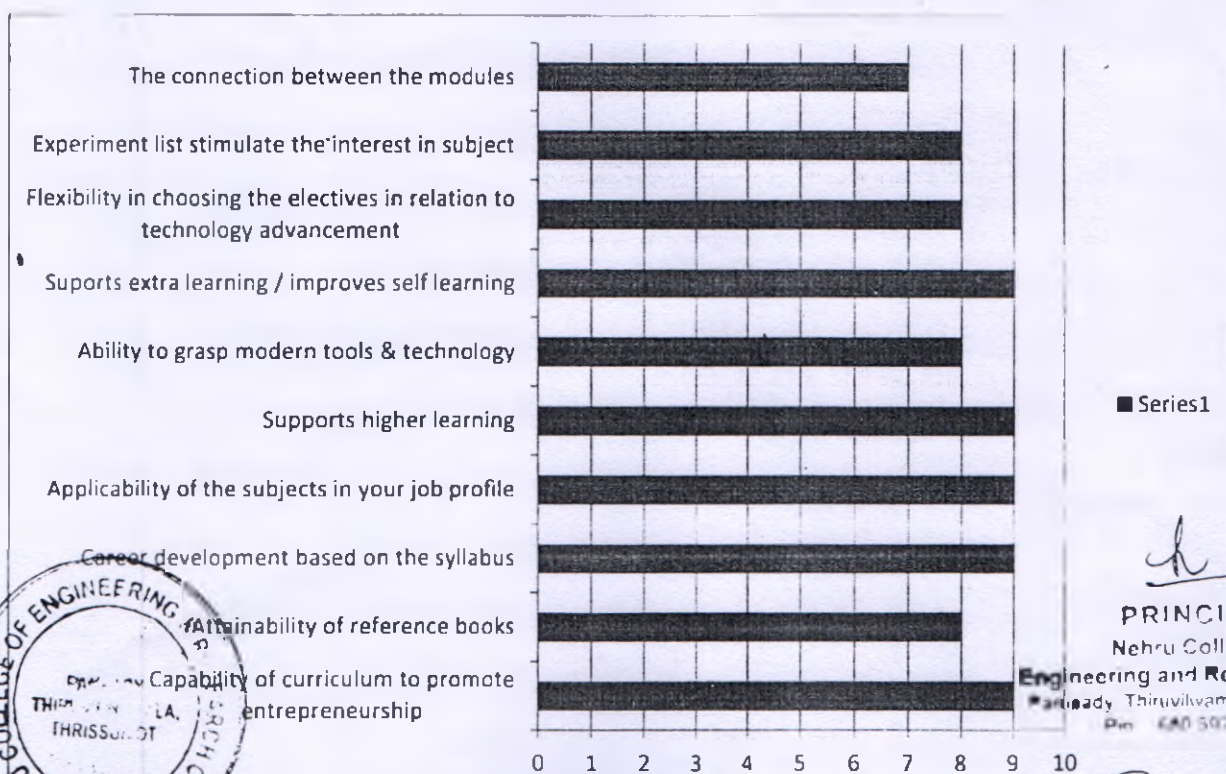 The connection between the modules
Experiment list stimulate the interest in subject
Flexibility in choosing the electives in relation to
technology advancement
Suports extra learning / improves self learning
Ability to grasp modern tools & technology
Supports higher learning
Applicability of the subjects in your job profile
Career development based on the syllabus
Attainability of reference books
Capability of curriculum to promote
entrepreneurship
0 1 2 3 4 5 6 7 8 9 10
Series1
COLLEGE OF ENGINEERING
THRISSUR
PRINCI
Nehru Coll
Engineering and Re
Thiruvilwam
Pin